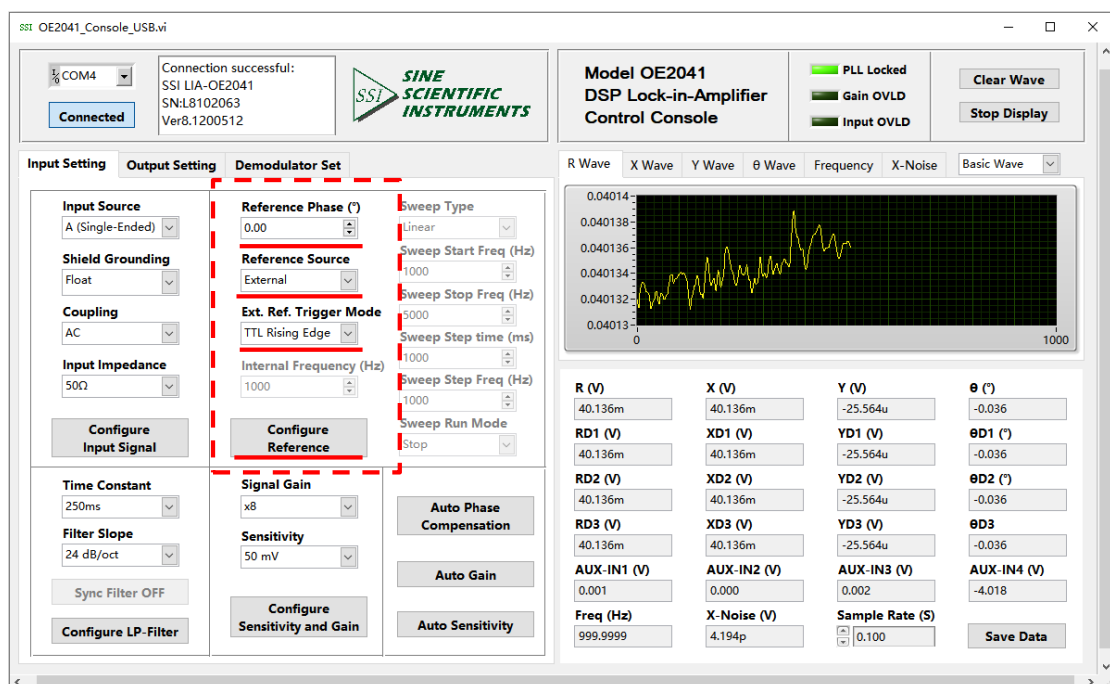 SSI OE2041_Console_USB.vi
I/O COM4
Connected
Connection successful:
SSI LIA-OE2041
SN:L8102063
Ver8.1200512
SSI
SINE
SCIENTIFIC
INSTRUMENTS
Model OE2041
DSP Lock-in-Amplifier
Control Console
PLL Locked
Gain OVLD
Input OVLD
Clear Wave
Stop Display
Input Setting
Output Setting
Demodulator Set
Input Source
A (Single-Ended)
Shield Grounding
Float
Coupling
AC
Input Impedance
50Ω
Configure
Input Signal
Reference Phase (°)
0.00
Reference Source
External
Ext. Ref. Trigger Mode
TTL Rising Edge
Internal Frequency (Hz)
1000
Configure
Reference
Sweep Type
Linear
Sweep Start Freq (Hz)
1000
Sweep Stop Freq (Hz)
5000
Sweep Step time (ms)
1000
Sweep Step Freq (Hz)
1000
Sweep Run Mode
Stop
Time Constant
250ms
Filter Slope
24 dB/oct
Sync Filter OFF
Configure LP-Filter
Signal Gain
x8
Sensitivity
50 mV
Configure
Sensitivity and Gain
Auto Phase
Compensation
Auto Gain
Auto Sensitivity
R Wave
X Wave
Y Wave
θ Wave
Frequency
X-Noise
Basic Wave
0.04014
0.040138
0.040136
0.040134
0.040132
0.04013
0
1000
R (V) X (V) Y (V) θ (°)
40.136m 40.136m -25.564u -0.036
RD1 (V) XD1 (V) YD1 (V) θD1 (°)
40.136m 40.136m -25.564u -0.036
RD2 (V) XD2 (V) YD2 (V) θD2 (°)
40.136m 40.136m -25.564u -0.036
RD3 (V) XD3 (V) YD3 (V) θD3
40.136m 40.136m -25.564u -0.036
AUX-IN1 (V) AUX-IN2 (V) AUX-IN3 (V) AUX-IN4 (V)
0.001 0.000 0.002 -4.018
Freq (Hz) X-Noise (V) Sample Rate (S)
999.9999 4.194p 0.100 Save Data